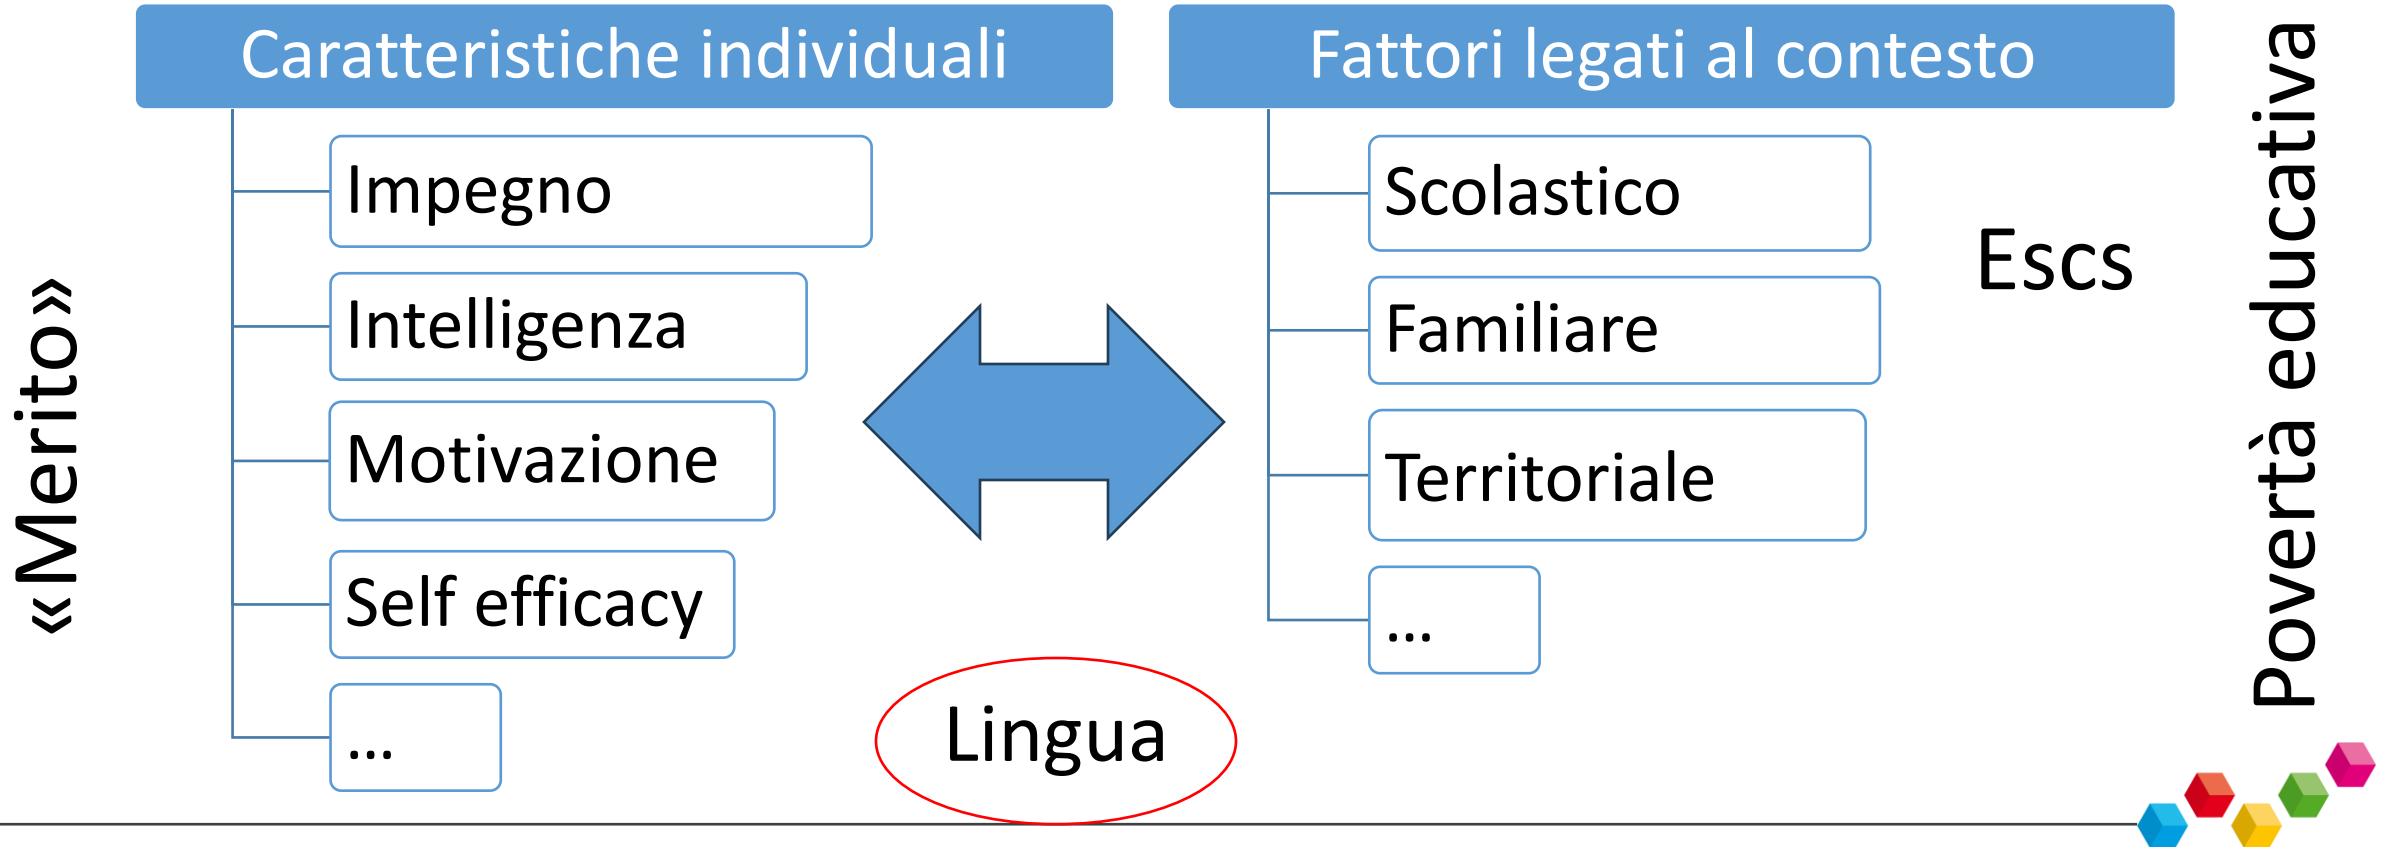 «Merito»
Caratteristiche individuali
Impegno
Intelligenza
Motivazione
Self efficacy
...
Lingua
Fattori legati al contesto
Scolastico
Familiare
Territoriale
...
Escs
Povertà educativa